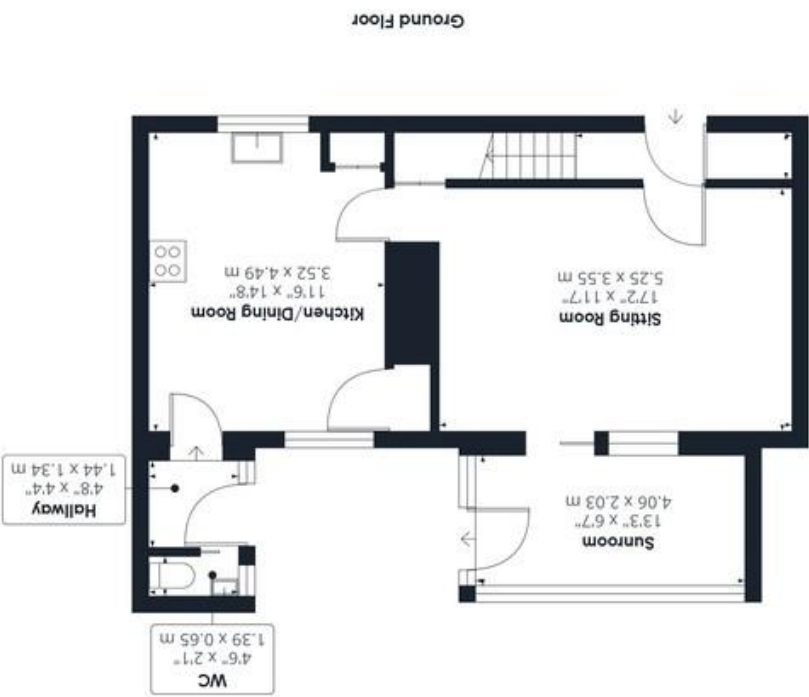 WC
4'6" x 2'1"
1.39 x 0.65 m
Sunroom
13'3" x 6'7"
4.06 x 2.03 m
Hallway
4'8" x 4'4"
1.44 x 1.34 m
Sitting Room
17'2" x 11'7"
5.25 x 3.55 m
Kitchen/Dining Room
11'6" x 14'8"
3.52 x 4.49 m
Ground Floor